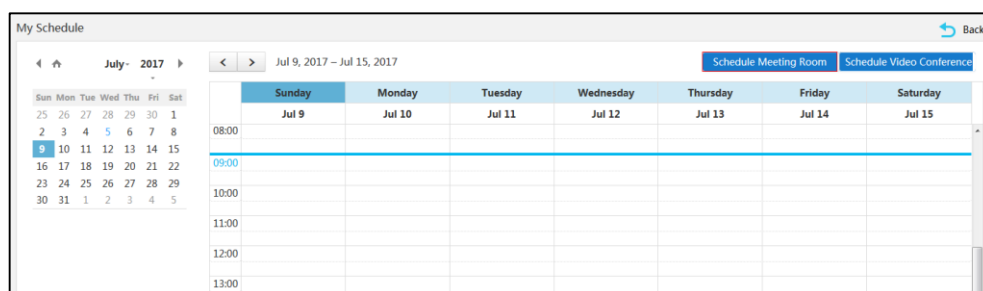 My Schedule
Back
July 2017
Sun Mon Tue Wed Thu Fri Sat
25 26 27 28 29 30 1
2 3 4 5 6 7 8
9 10 11 12 13 14 15
16 17 18 19 20 21 22
23 24 25 26 27 28 29
30 31 1 2 3 4 5
Jul 9, 2017 – Jul 15, 2017
Schedule Meeting Room
Schedule Video Conference
Sunday Monday Tuesday Wednesday Thursday Friday Saturday
Jul 9 Jul 10 Jul 11 Jul 12 Jul 13 Jul 14 Jul 15
08:00
09:00
10:00
11:00
12:00
13:00